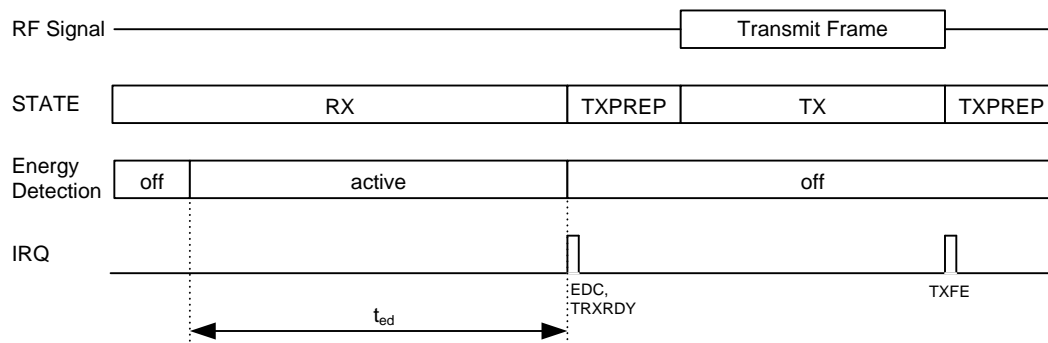 RF Signal
Transmit Frame
STATE
RX
TXPREP
TX
TXPREP
Energy
Detection
off
active
off
IRQ
EDC,
TRXRDY
TXFE
ted